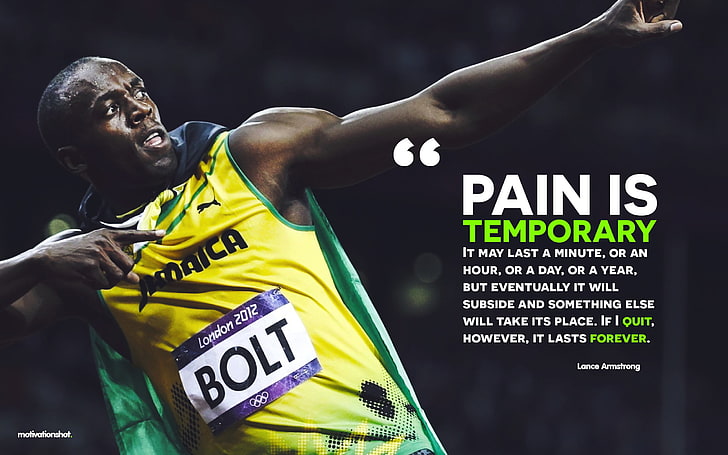 “
PAIN IS
TEMPORARY
IT MAY LAST A MINUTE, OR AN
HOUR, OR A DAY, OR A YEAR,
BUT EVENTUALLY IT WILL
SUBSIDE AND SOMETHING ELSE
WILL TAKE ITS PLACE. IF I QUIT,
HOWEVER, IT LASTS FOREVER.
Lance Armstrong
JAMAICA
London 2012
BOLT
motivationshot.